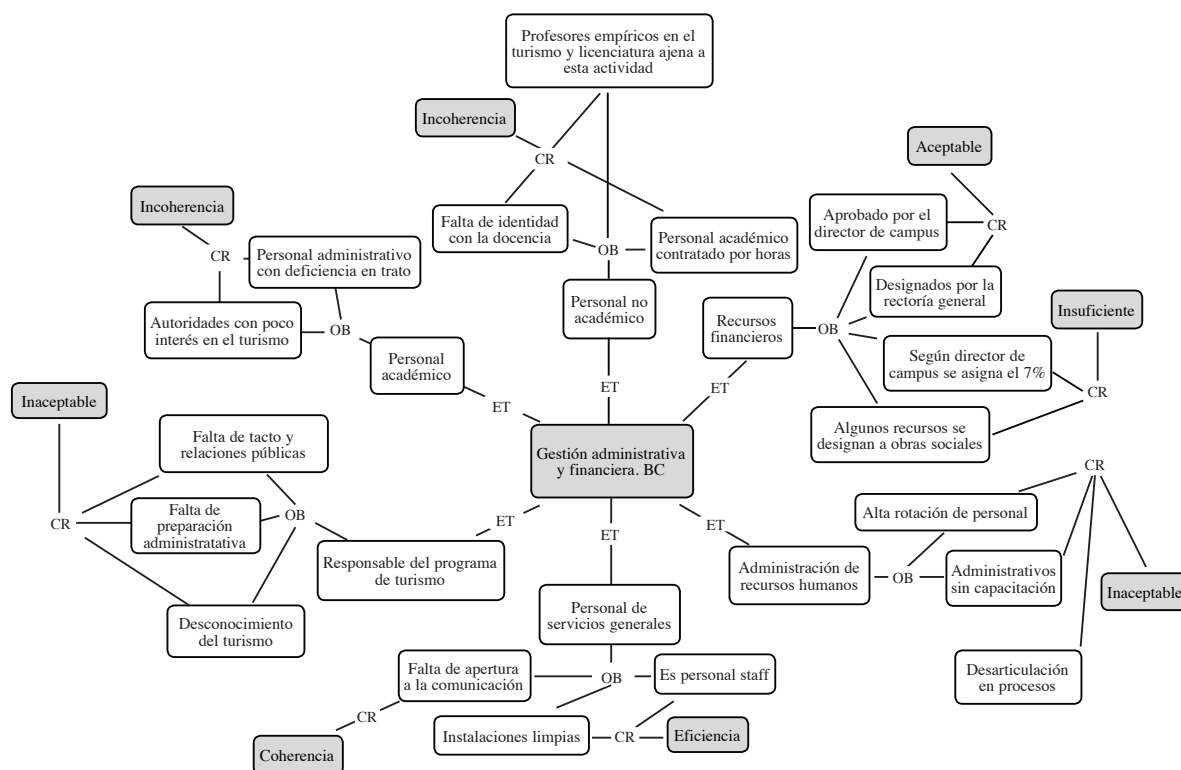 Profesores empíricos en el
turismo y licenciatura ajena a
esta actividad
Incoherencia
CR
Aceptable
Incoherencia
Falta de identidad
con la docencia
OB
Personal académico
contratado por horas
Aprobado por el
director de campus
CR
CR
Personal administrativo
con deficiencia en trato
Designados por la
rectoría general
Autoridades con poco
interés en el turismo
OB
Personal no
académico
Recursos
financieros
OB
Insuficiente
Personal
académico
Según director de
campus se asigna el 7%
CR
ET
ET
ET
Inaceptable
Algunos recursos se
designan a obras sociales
Falta de tacto y
relaciones públicas
Gestión administrativa
y financiera. BC
CR
CR
Falta de
preparación
administratativa
OB
ET
ET
ET
Alta rotación de personal
Responsable del programa
de turismo
Administración de
recursos humanos
OB
Administrativos
sin capacitación
Inaceptable
Desconocimiento
del turismo
Personal de
servicios generales
Desarticulación
en procesos
Falta de apertura
a la comunicación
OB
Es personal staff
CR
Instalaciones limpias
CR
Eficiencia
Coherencia